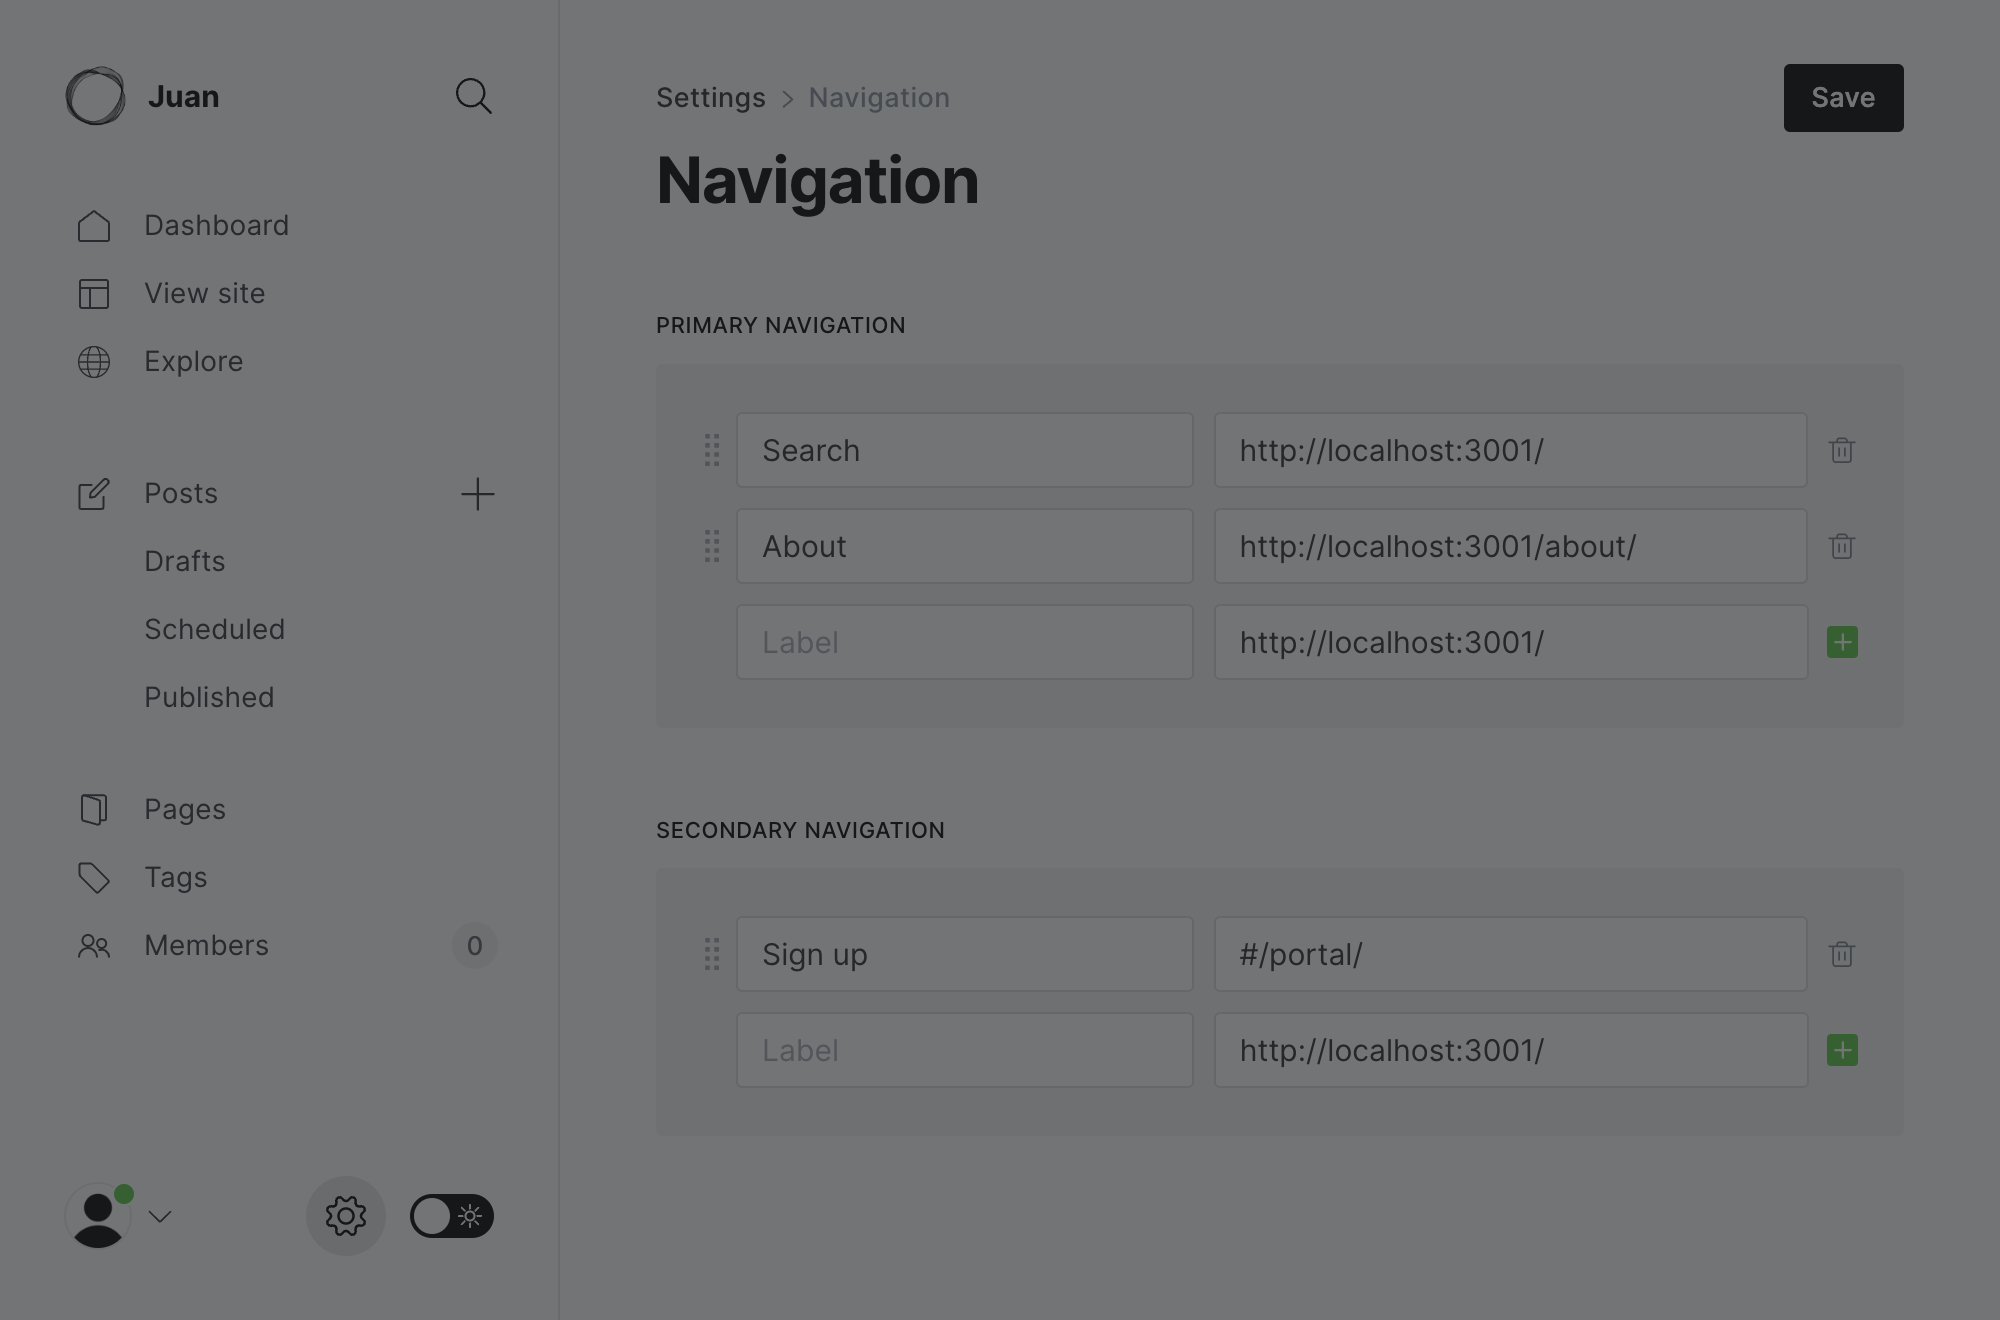 Juan
Dashboard
View site
Explore
Posts
Drafts
Scheduled
Published
Pages
Tags
Members 0
Settings > Navigation
Save
Navigation
PRIMARY NAVIGATION
Search http://localhost:3001/
About http://localhost:3001/about/
Label http://localhost:3001/
SECONDARY NAVIGATION
Sign up #/portal/
Label http://localhost:3001/